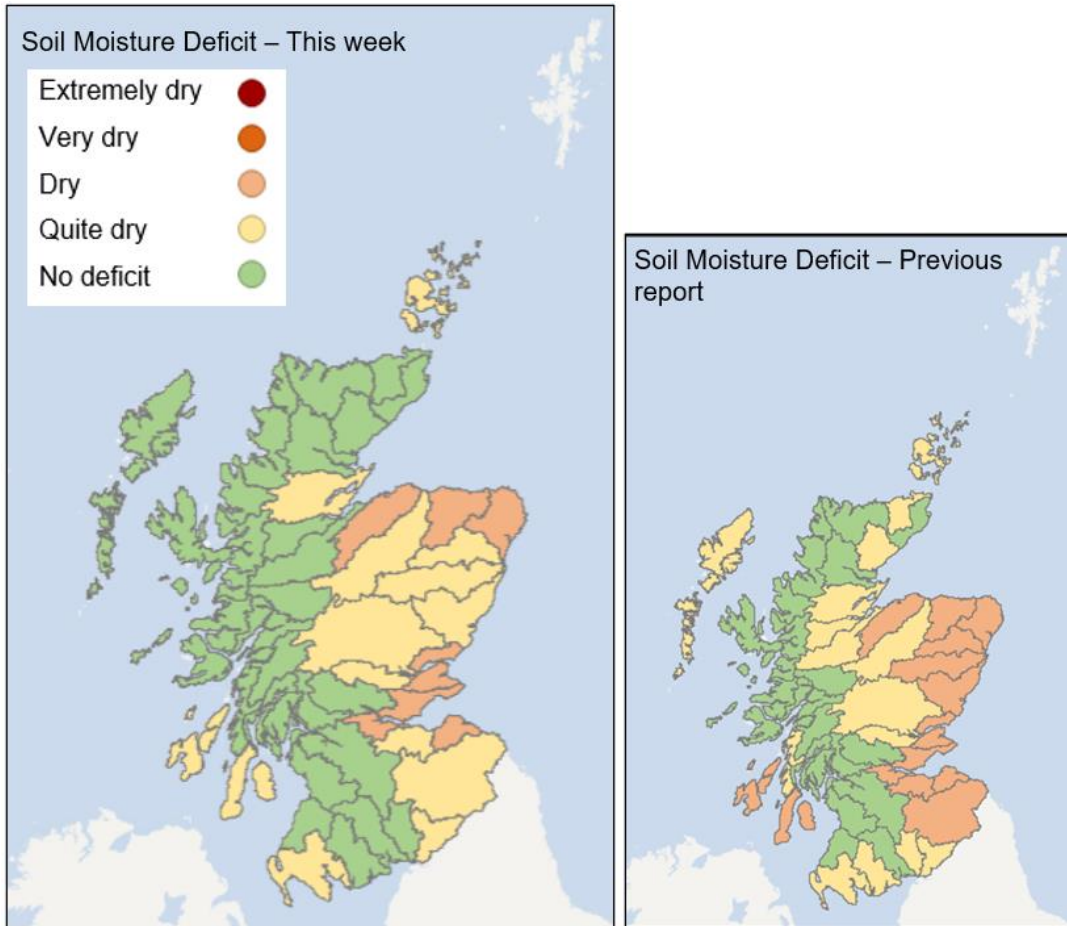 Soil Moisture Deficit – This week
Extremely dry
Very dry
Dry
Quite dry
No deficit
Soil Moisture Deficit – Previous
report